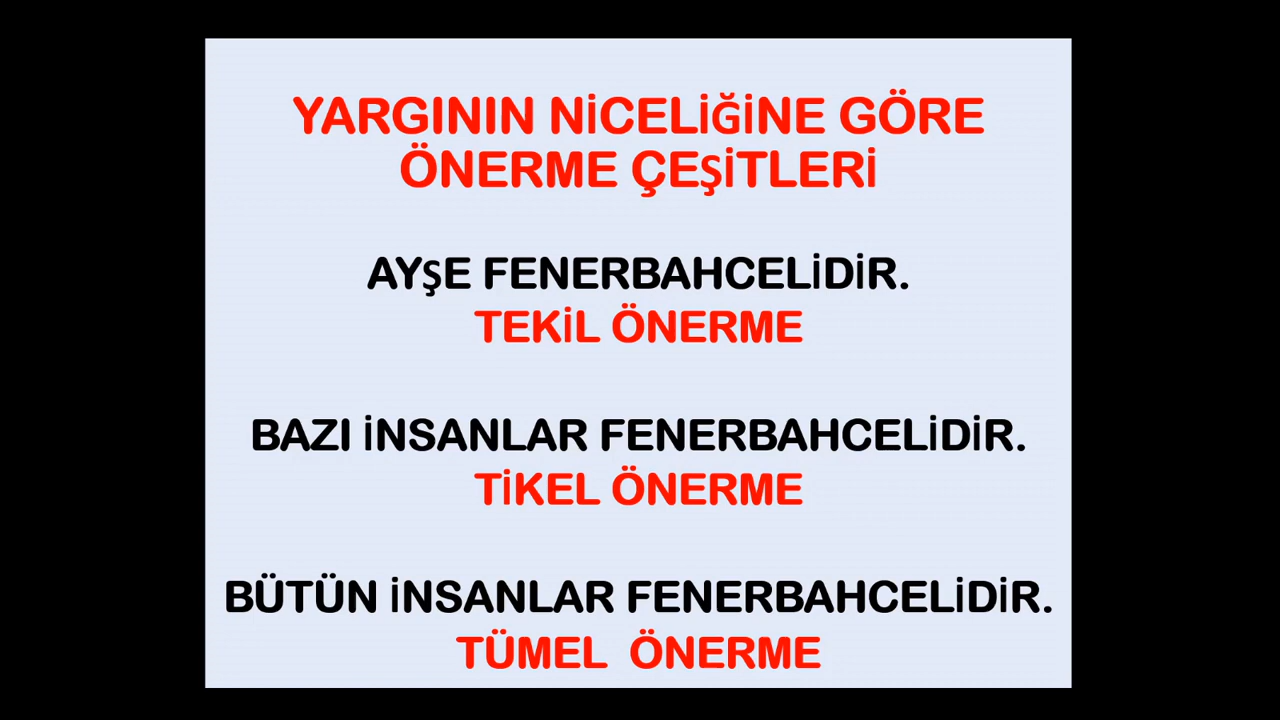 YARGININ NİCELİĞİNE GÖRE
ÖNERME ÇEŞİTLERİ
AYŞE FENERBAHCELİDİR.
TEKİL ÖNERME
BAZI İNSANLAR FENERBAHCELİDİR.
TİKEL ÖNERME
BÜTÜN İNSANLAR FENERBAHCELİDİR.
TÜMEL  ÖNERME